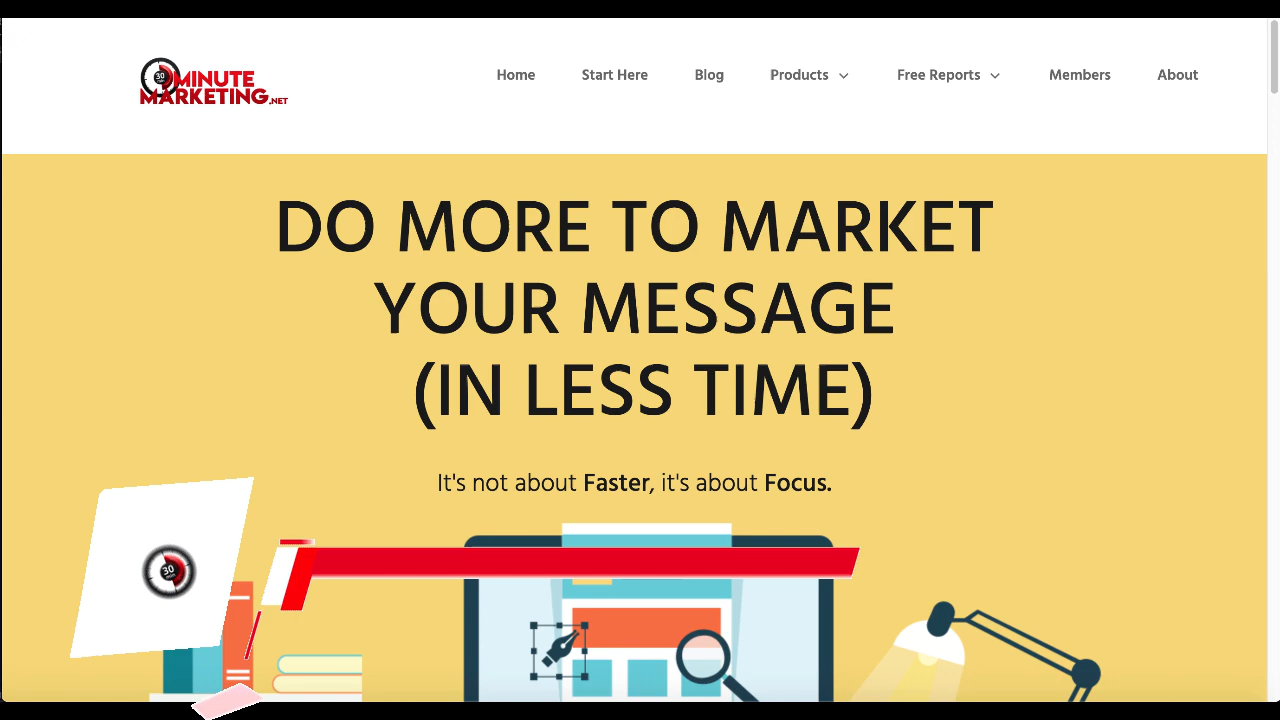 30
MINUTE
MARKETING.NET
Home
Start Here
Blog
Products
Free Reports
Members
About
DO MORE TO MARKET
YOUR MESSAGE
(IN LESS TIME)
It's not about Faster, it's about Focus.
30